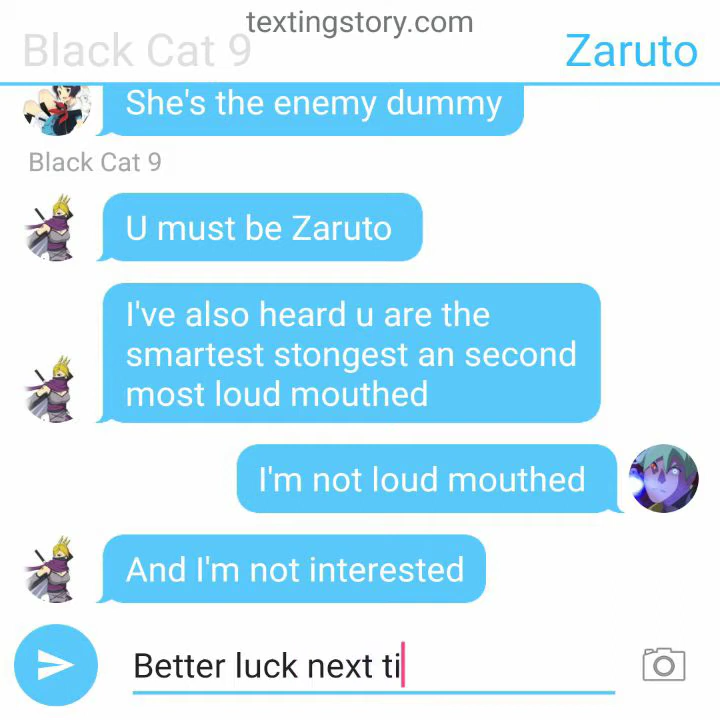 textingstory.com
Black Cat 9
Zaruto
She's the enemy dummy
Black Cat 9
U must be Zaruto
I've also heard u are the
smartest stongest an second
most loud mouthed
I'm not loud mouthed
And I'm not interested
Better luck next ti